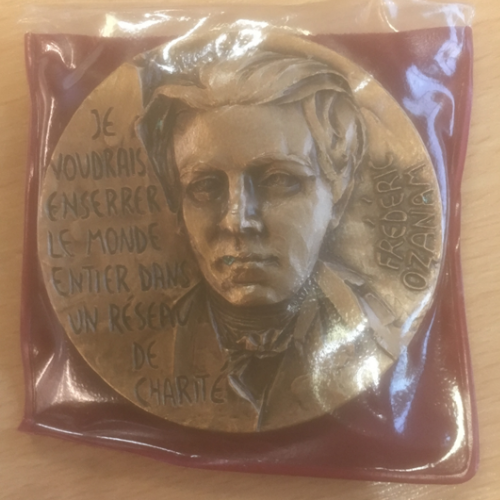 JE
VOUDRAIS
ENSERRER
LE MONDE
ENTIER DANS
UN RÉSEAU
DE
CHARITÉ
FRÉDÉRIC
OZANAM